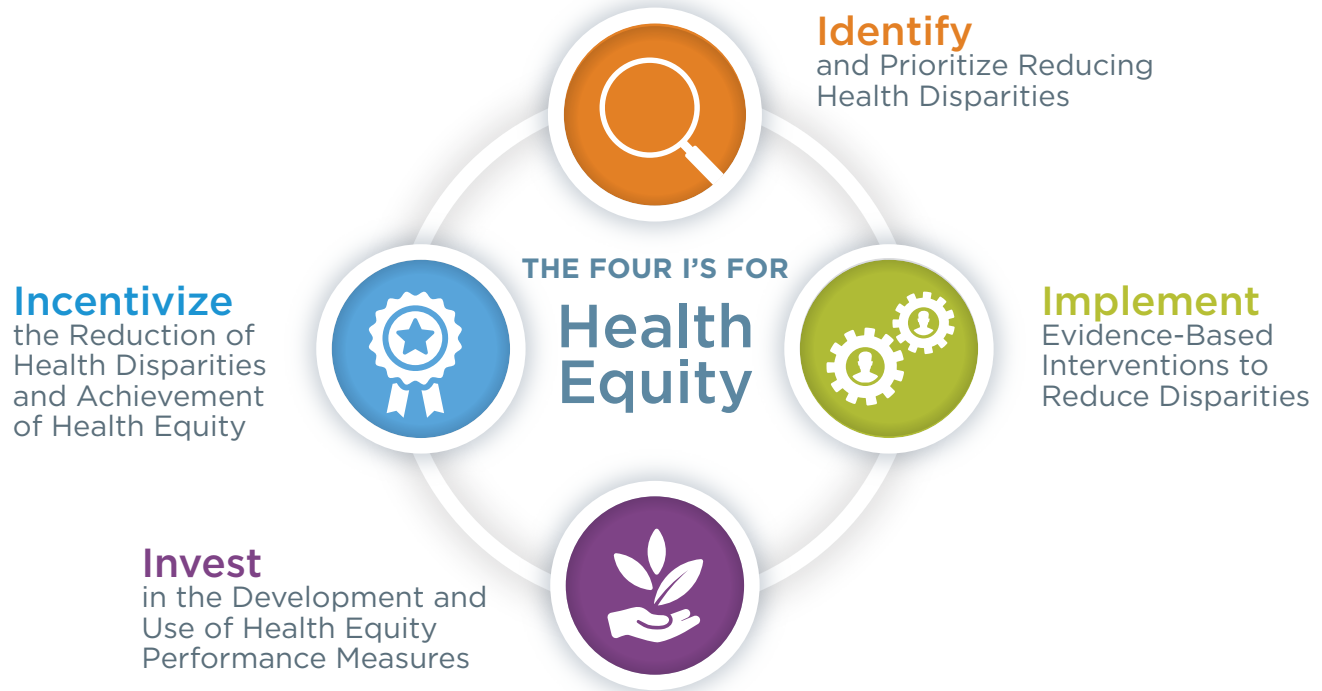 Identify
and Prioritize Reducing
Health Disparities
THE FOUR I'S FOR
Health
Equity
Implement
Evidence-Based
Interventions to
Reduce Disparities
Invest
in the Development and
Use of Health Equity
Performance Measures
Incentivize
the Reduction of
Health Disparities
and Achievement
of Health Equity